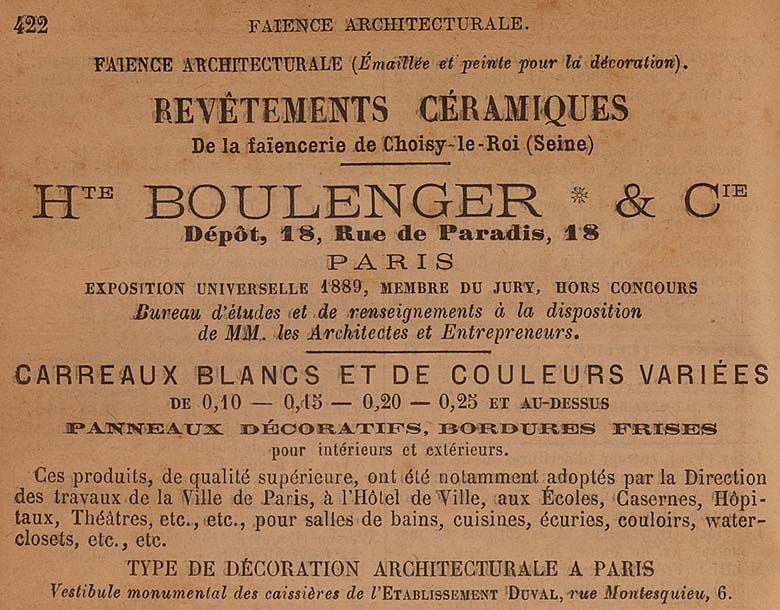 422 FAÏENCE ARCHITECTURALE.
FAÏENCE ARCHITECTURALE (Émaillée et peinte pour la décoration).
REVÊTEMENTS CÉRAMIQUES
De la faïencerie de Choisy-le-Roi (Seine)
HTE BOULENGER * & CIE
Dépôt, 18, Rue de Paradis, 18
PARIS
EXPOSITION UNIVERSELLE 1889, MEMBRE DU JURY, HORS CONCOURS
Bureau d'études et de renseignements à la disposition
de MM. les Architectes et Entrepreneurs.
CARREAUX BLANCS ET DE COULEURS VARIÉES
DE 0,10 — 0,15 — 0,20 — 0,25 ET AU-DESSUS
PANNEAUX DÉCORATIFS, BORDURES FRISES
pour intérieurs et extérieurs.
Ces produits, de qualité supérieure, ont été notamment adoptés par la Direction
des travaux de la Ville de Paris, à l'Hôtel de Ville, aux Écoles, Casernes, Hôpi-
taux, Théâtres, etc., etc., pour salles de bains, cuisines, écuries, couloirs, water-
closets, etc., etc.
TYPE DE DÉCORATION ARCHITECTURALE A PARIS
Vestibule monumental des caissières de l'ETABLISSEMENT DUVAL, rue Montesquieu, 6.